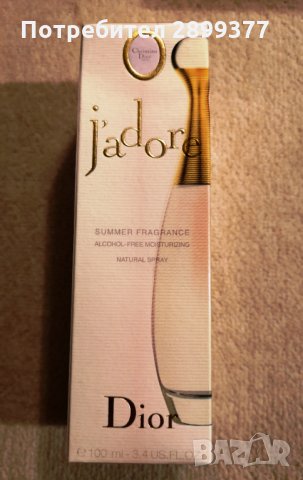 Потребител 2899377
Christian
Dior
j'adore
SUMMER FRAGRANCE
ALCOHOL-FREE MOISTURIZING
NATURAL SPRAY
Dior
e 100 ml - 3.4 US.FL.O
BAZAR